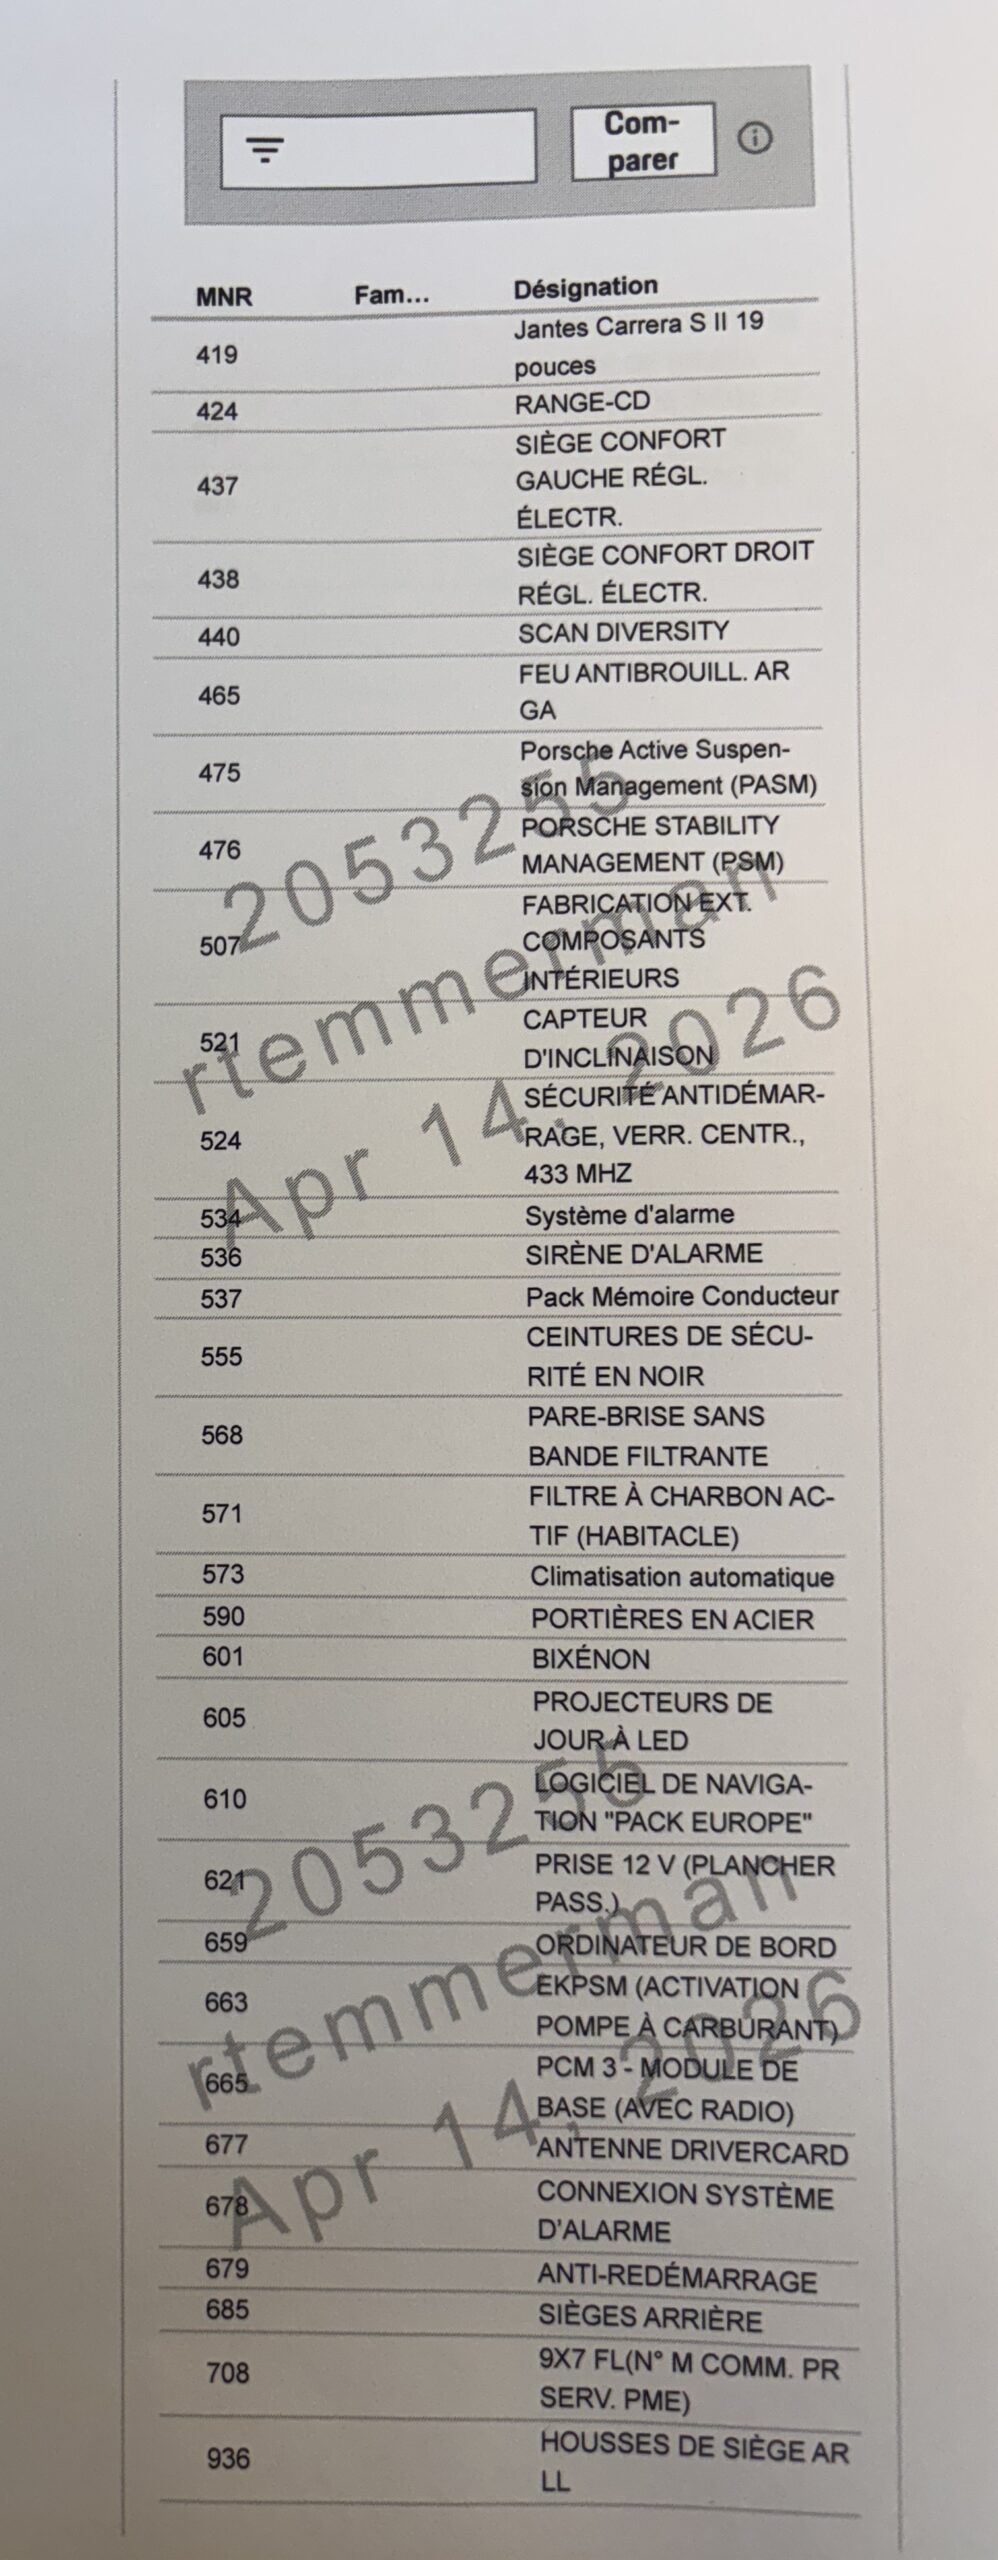 Com-
parer
MNR Fam... Désignation
419 Jantes Carrera S II 19
pouces
424 RANGE-CD
437 SIÈGE CONFORT
GAUCHE RÉGL.
ÉLECTR.
438 SIÈGE CONFORT DROIT
RÉGL. ÉLECTR.
440 SCAN DIVERSITY
465 FEU ANTIBROUILL. AR
GA
475 Porsche Active Suspen-
sion Management (PASM)
476 PORSCHE STABILITY
MANAGEMENT (PSM)
507 FABRICATION EXT.
COMPOSANTS
INTÉRIEURS
521 CAPTEUR
D'INCLINAISON
524 SÉCURITÉ ANTIDÉMAR-
RAGE, VERR. CENTR.,
433 MHZ
534 Système d'alarme
536 SIRÈNE D'ALARME
537 Pack Mémoire Conducteur
555 CEINTURES DE SÉCU-
RITÉ EN NOIR
568 PARE-BRISE SANS
BANDE FILTRANTE
571 FILTRE À CHARBON AC-
TIF (HABITACLE)
573 Climatisation automatique
590 PORTIÈRES EN ACIER
601 BIXÉNON
605 PROJECTEURS DE
JOUR À LED
610 LOGICIEL DE NAVIGA-
TION "PACK EUROPE"
621 PRISE 12 V (PLANCHER
PASS.)
659 ORDINATEUR DE BORD
663 EKPSM (ACTIVATION
POMPE À CARBURANT)
665 PCM 3 - MODULE DE
BASE (AVEC RADIO)
677 ANTENNE DRIVERCARD
678 CONNEXION SYSTÈME
D'ALARME
679 ANTI-REDÉMARRAGE
685 SIÈGES ARRIÈRE
708 9X7 FL(N° M COMM. PR
SERV. PME)
936 HOUSSES DE SIÈGE AR
LL
2053255
rtemmerman
Apr 14, 2026
2053255
rtemmerman
Apr 14, 2026